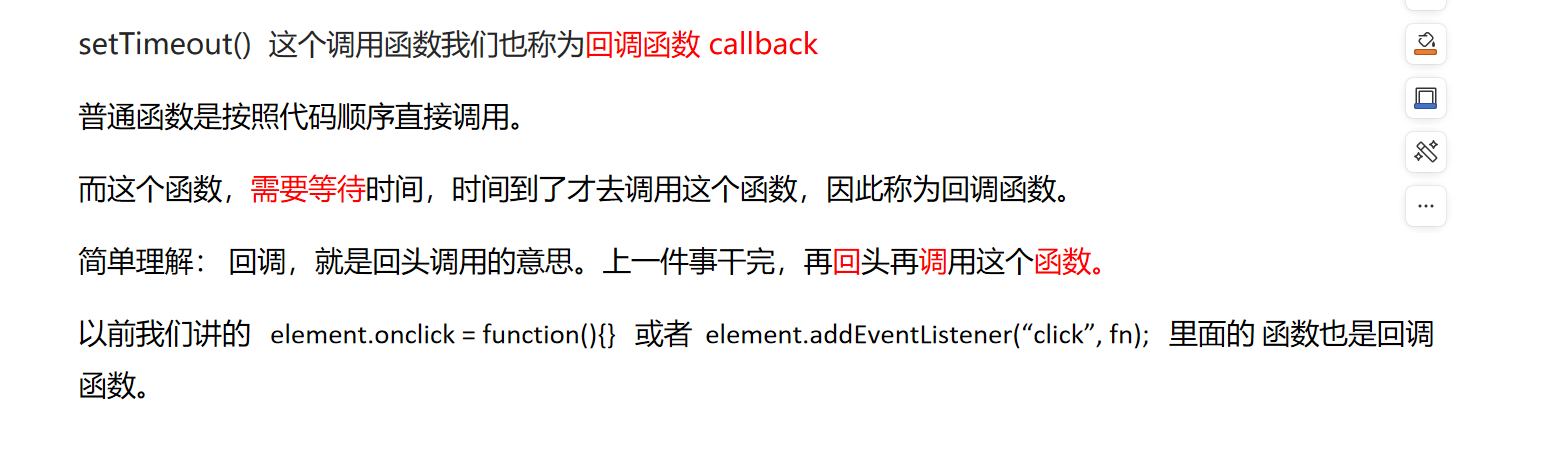 setTimeout() 这个调用函数我们也称为回调函数 callback
普通函数是按照代码顺序直接调用。
而这个函数，需要等待时间，时间到了才去调用这个函数，因此称为回调函数。
简单理解： 回调，就是回头调用的意思。上一件事干完，再回头再调用这个函数。
以前我们讲的 element.onclick = function(){} 或者 element.addEventListener(“click”, fn); 里面的 函数也是回调
函数。